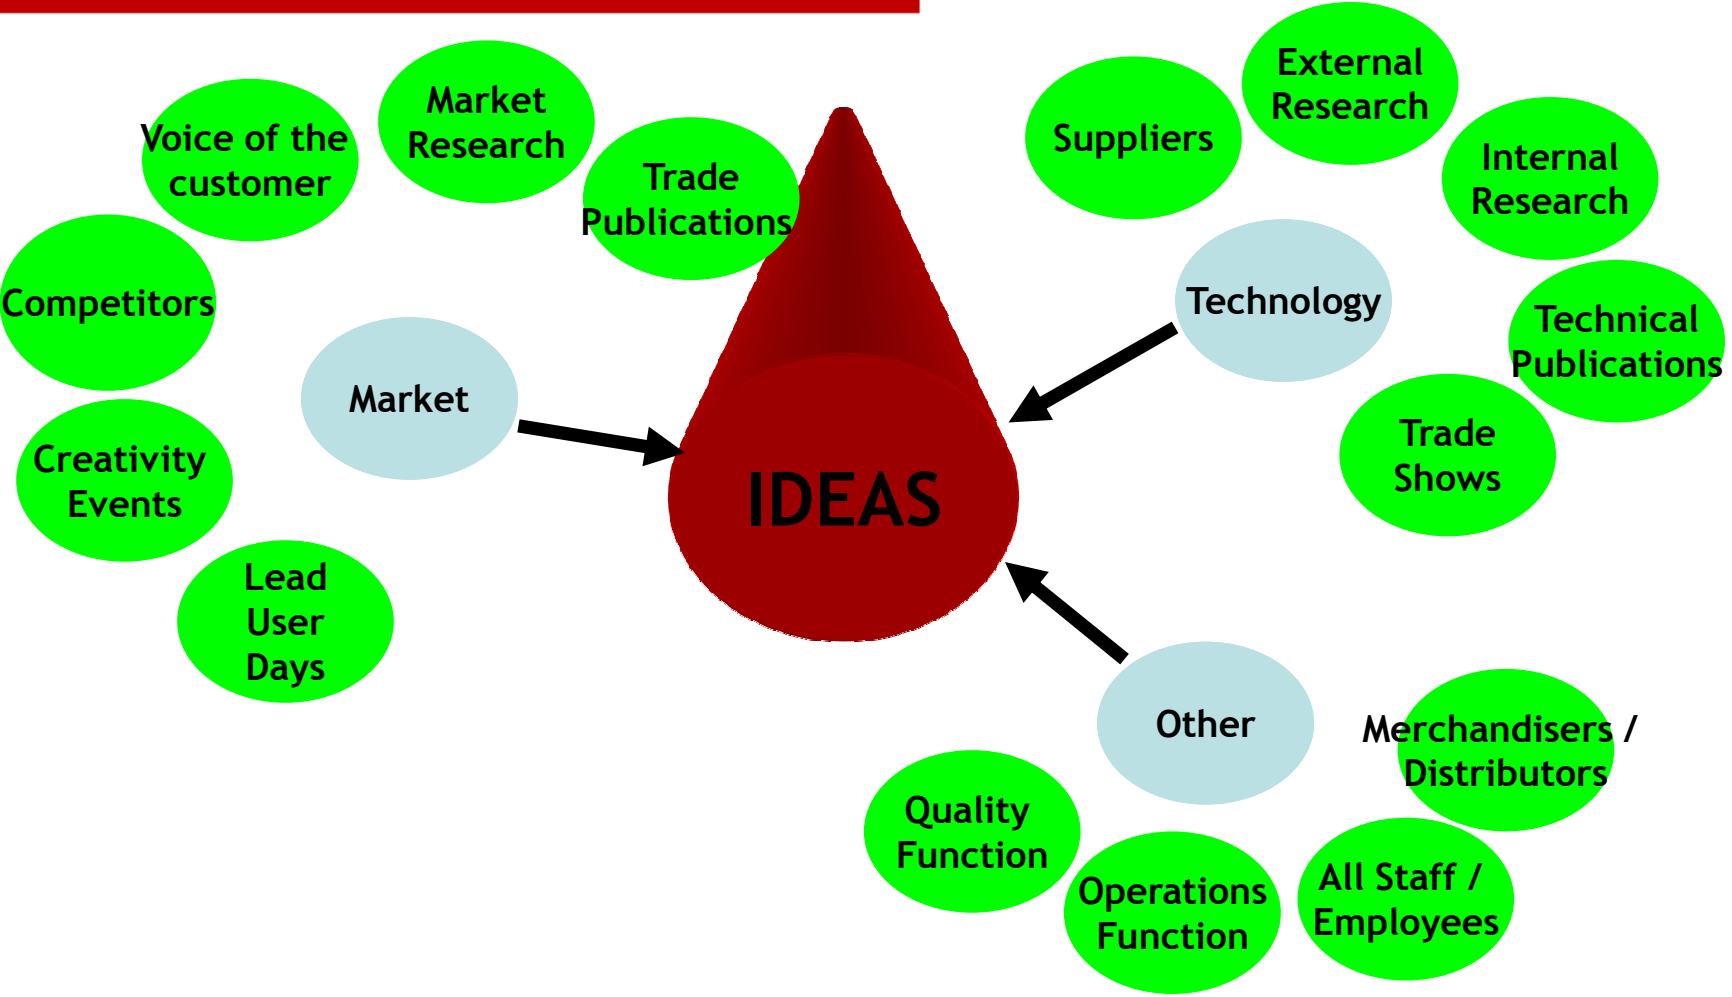 Voice of the
customer
Market
Research
Trade
Publications
Competitors
Market
Creativity
Events
Lead
User
Days
IDEAS
Suppliers
External
Research
Internal
Research
Technology
Technical
Publications
Trade
Shows
Other
Merchandisers /
Distributors
Quality
Function
Operations
Function
All Staff /
Employees